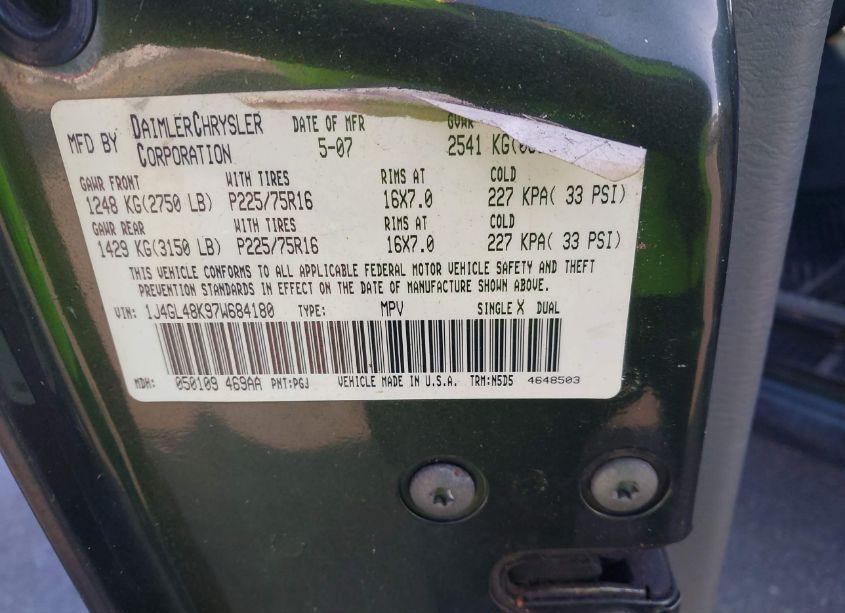 MFD BY DAIMLERCHRYSLER CORPORATION
DATE OF MFR 5-07
GVWR 2541 KG
GAWR FRONT WITH TIRES RIMS AT COLD
1248 KG(2750 LB) P225/75R16 16X7.0 227 KPA( 33 PSI)
GAWR REAR WITH TIRES RIMS AT COLD
1429 KG(3150 LB) P225/75R16 16X7.0 227 KPA( 33 PSI)
THIS VEHICLE CONFORMS TO ALL APPLICABLE FEDERAL MOTOR VEHICLE SAFETY AND THEFT
PREVENTION STANDARDS IN EFFECT ON THE DATE OF MANUFACTURE SHOWN ABOVE.
VIN: 1J4GL48K97W684180 TYPE: MPV SINGLE X DUAL
MDH: 050109 469AA PNT:PGJ VEHICLE MADE IN U.S.A. TRM:N5D5 4648503